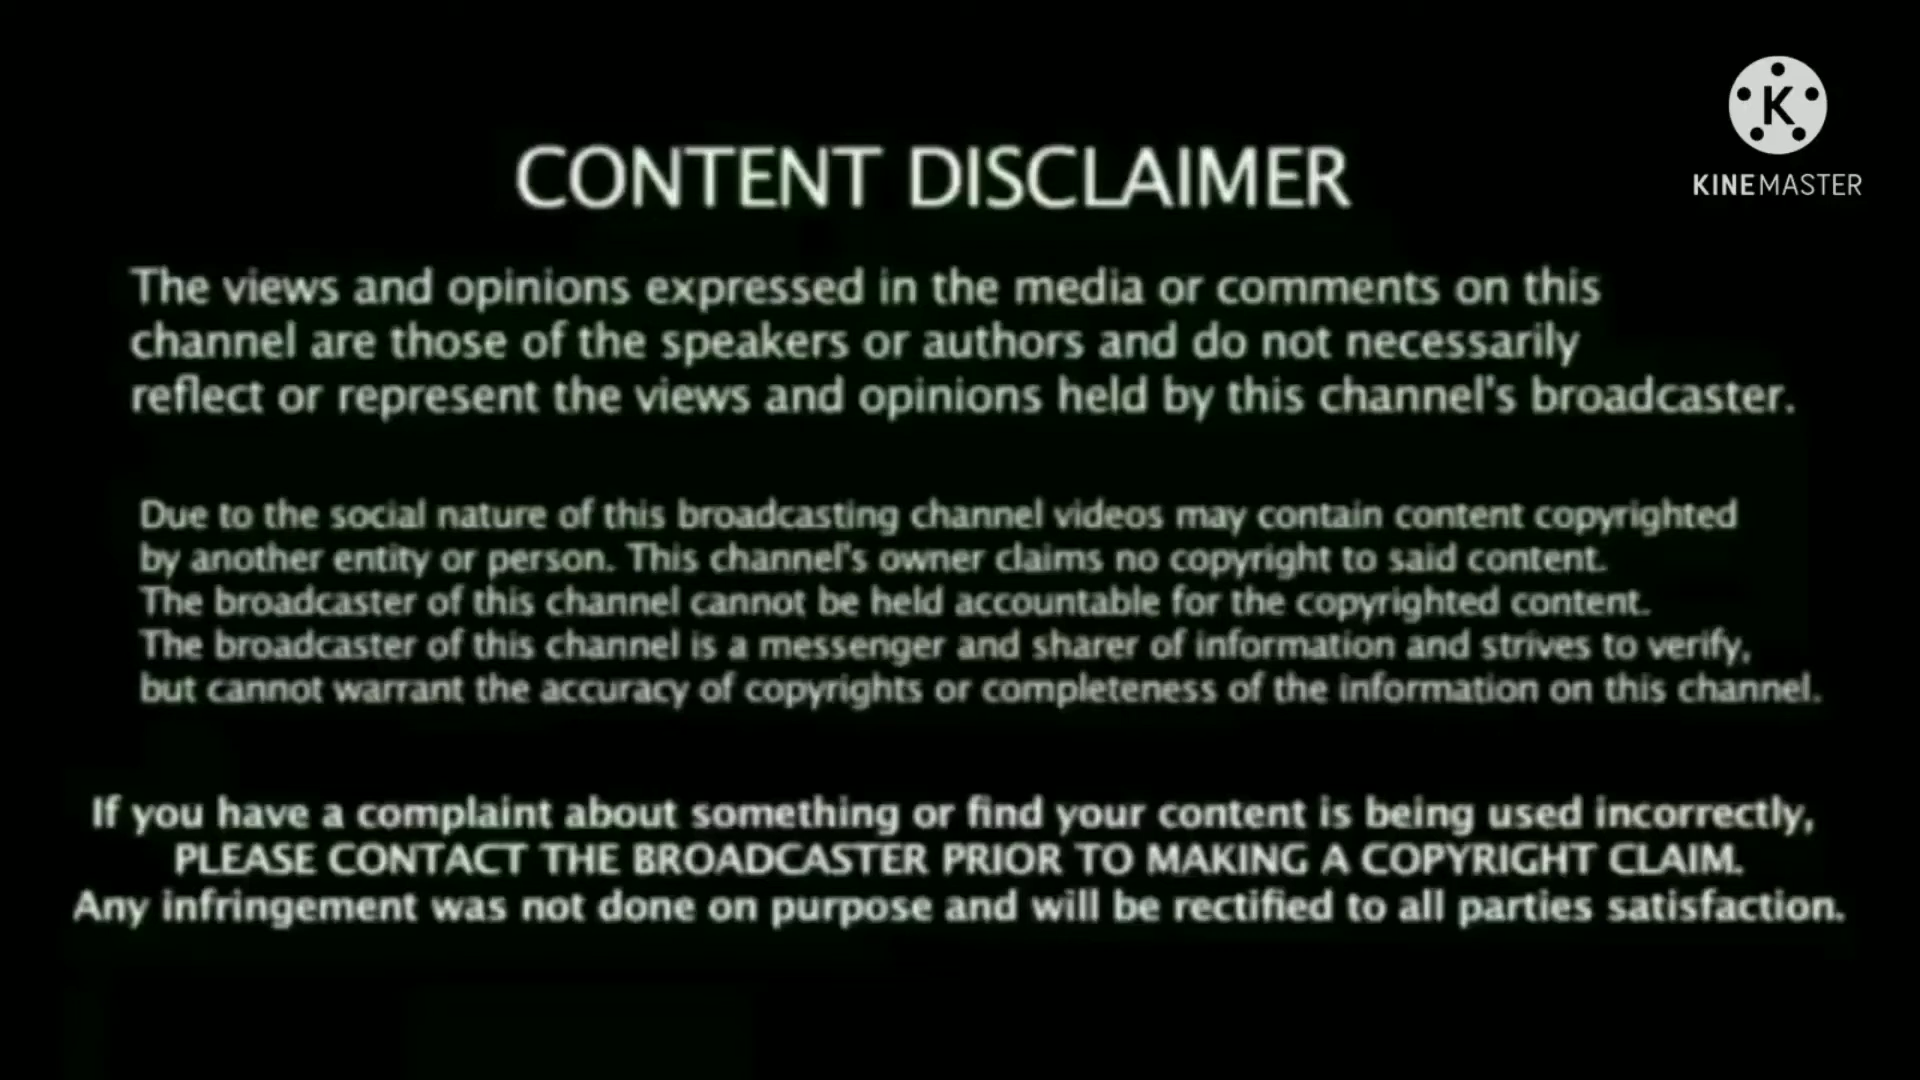 K
KINEMASTER
CONTENT DISCLAIMER
The views and opinions expressed in the media or comments on this
channel are those of the speakers or authors and do not necessarily
reflect or represent the views and opinions held by this channel's broadcaster.
Due to the social nature of this broadcasting channel videos may contain content copyrighted
by another entity or person. This channel's owner claims no copyright to said content.
The broadcaster of this channel cannot be held accountable for the copyrighted content.
The broadcaster of this channel is a messenger and sharer of information and strives to verify,
but cannot warrant the accuracy of copyrights or completeness of the information on this channel.
If you have a complaint about something or find your content is being used incorrectly,
PLEASE CONTACT THE BROADCASTER PRIOR TO MAKING A COPYRIGHT CLAIM.
Any infringement was not done on purpose and will be rectified to all parties satisfaction.